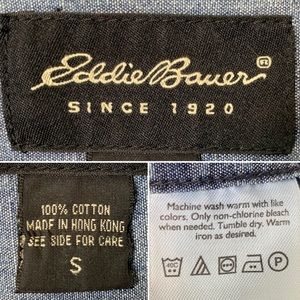 Eddie Bauer
SINCE 1920
100% COTTON
MADE IN HONG KONG
SEE SIDE FOR CARE
S
Machine wash warm with like
colors. Only non-chlorine bleach
when needed. Tumble dry. Warm
iron as desired.